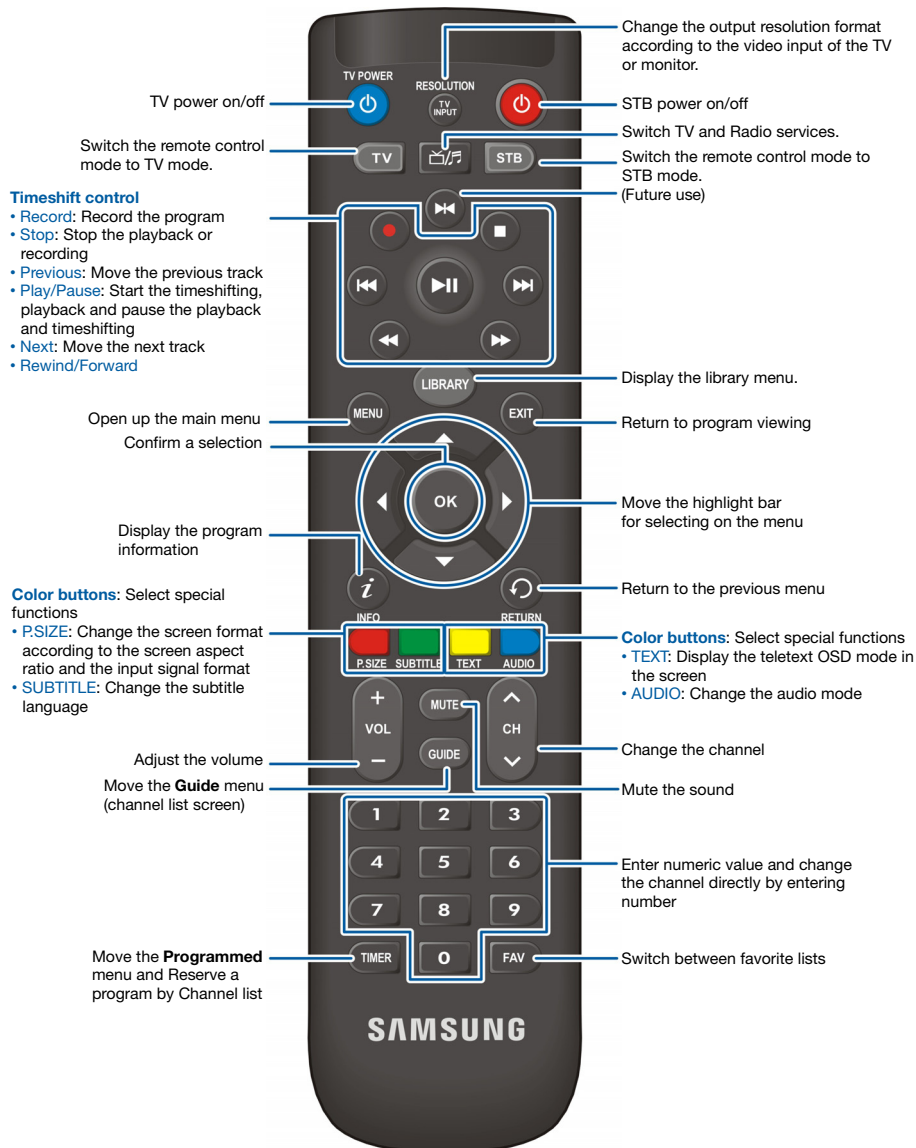 Change the output resolution format
according to the video input of the TV
or monitor.
TV POWER
RESOLUTION
TV
INPUT
TV power on/off
STB power on/off
Switch TV and Radio services.
Switch the remote control
mode to TV mode.
TV
STB
Switch the remote control mode to
STB mode.
(Future use)
Timeshift control
• Record: Record the program
• Stop: Stop the playback or
recording
• Previous: Move the previous track
• Play/Pause: Start the timeshifting,
playback and pause the playback
and timeshifting
• Next: Move the next track
• Rewind/Forward
LIBRARY
Display the library menu.
MENU
EXIT
Open up the main menu
Return to program viewing
Confirm a selection
OK
Move the highlight bar
for selecting on the menu
Display the program
information
i
Return to the previous menu
INFO
RETURN
Color buttons: Select special
functions
• P.SIZE: Change the screen format
according to the screen aspect
ratio and the input signal format
• SUBTITLE: Change the subtitle
language
P.SIZE SUBTITLE TEXT AUDIO
Color buttons: Select special functions
• TEXT: Display the teletext OSD mode in
the screen
• AUDIO: Change the audio mode
+
VOL
−
MUTE
CH
GUIDE
Adjust the volume
Change the channel
Move the Guide menu
(channel list screen)
Mute the sound
1 2 3
4 5 6
7 8 9
Enter numeric value and change
the channel directly by entering
number
TIMER 0 FAV
Move the Programmed
menu and Reserve a
program by Channel list
Switch between favorite lists
SAMSUNG